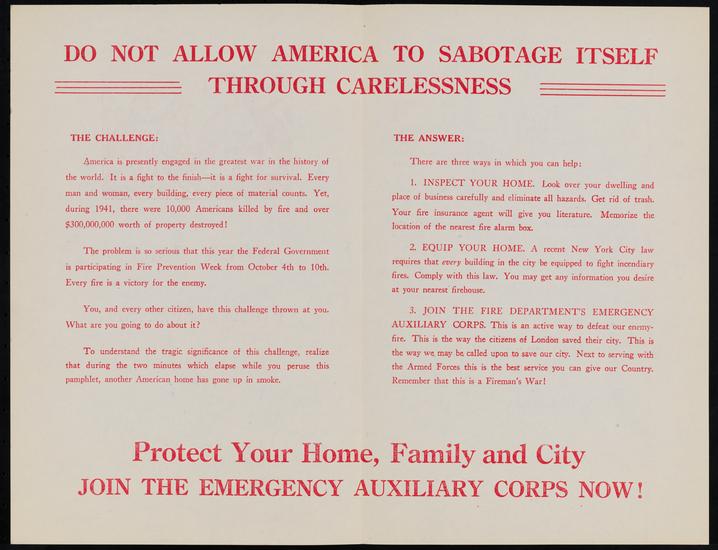 DO NOT ALLOW AMERICA TO SABOTAGE ITSELF
THROUGH CARELESSNESS
THE CHALLENGE:
America is presently engaged in the greatest war in the history of
the world. It is a fight to the finish—it is a fight for survival. Every
man and woman, every building, every piece of material counts. Yet,
during 1941, there were 10,000 Americans killed by fire and over
$300,000,000 worth of property destroyed!
The problem is so serious that this year the Federal Government
is participating in Fire Prevention Week from October 4th to 10th.
Every fire is a victory for the enemy.
You, and every other citizen, have this challenge thrown at you.
What are you going to do about it?
To understand the tragic significance of this challenge, realize
that during the two minutes which elapse while you peruse this
pamphlet, another American home has gone up in smoke.
THE ANSWER:
There are three ways in which you can help:
1. INSPECT YOUR HOME. Look over your dwelling and
place of business carefully and eliminate all hazards. Get rid of trash.
Your fire insurance agent will give you literature. Memorize the
location of the nearest fire alarm box.
2. EQUIP YOUR HOME. A recent New York City law
requires that every building in the city be equipped to fight incendiary
fires. Comply with this law. You may get any information you desire
at your nearest firehouse.
3. JOIN THE FIRE DEPARTMENT'S EMERGENCY
AUXILIARY CORPS. This is an active way to defeat our enemy-
fire. This is the way the citizens of London saved their city. This is
the way we may be called upon to save our city. Next to serving with
the Armed Forces this is the best service you can give our Country.
Remember that this is a Fireman's War!
Protect Your Home, Family and City
JOIN THE EMERGENCY AUXILIARY CORPS NOW!